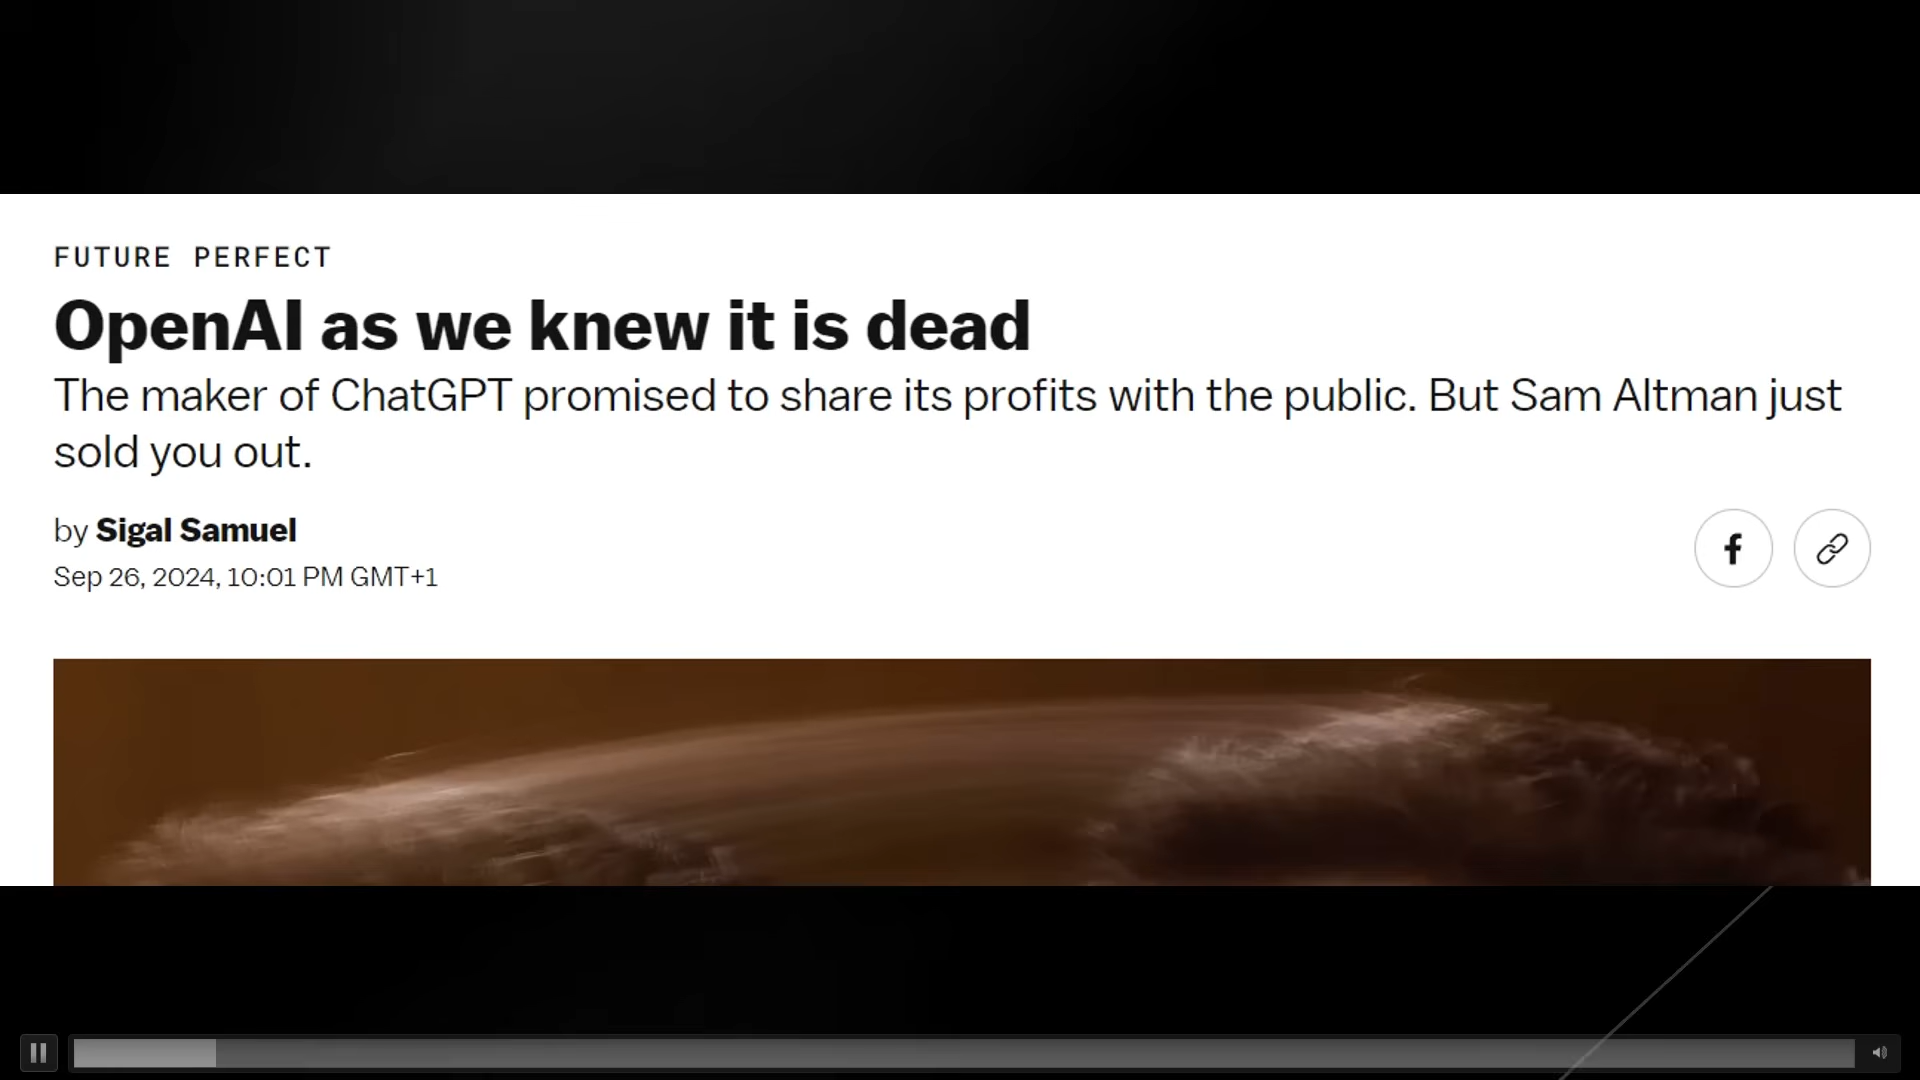 FUTURE PERFECT
OpenAI as we knew it is dead
The maker of ChatGPT promised to share its profits with the public. But Sam Altman just
sold you out.
by Sigal Samuel
Sep 26, 2024, 10:01 PM GMT+1